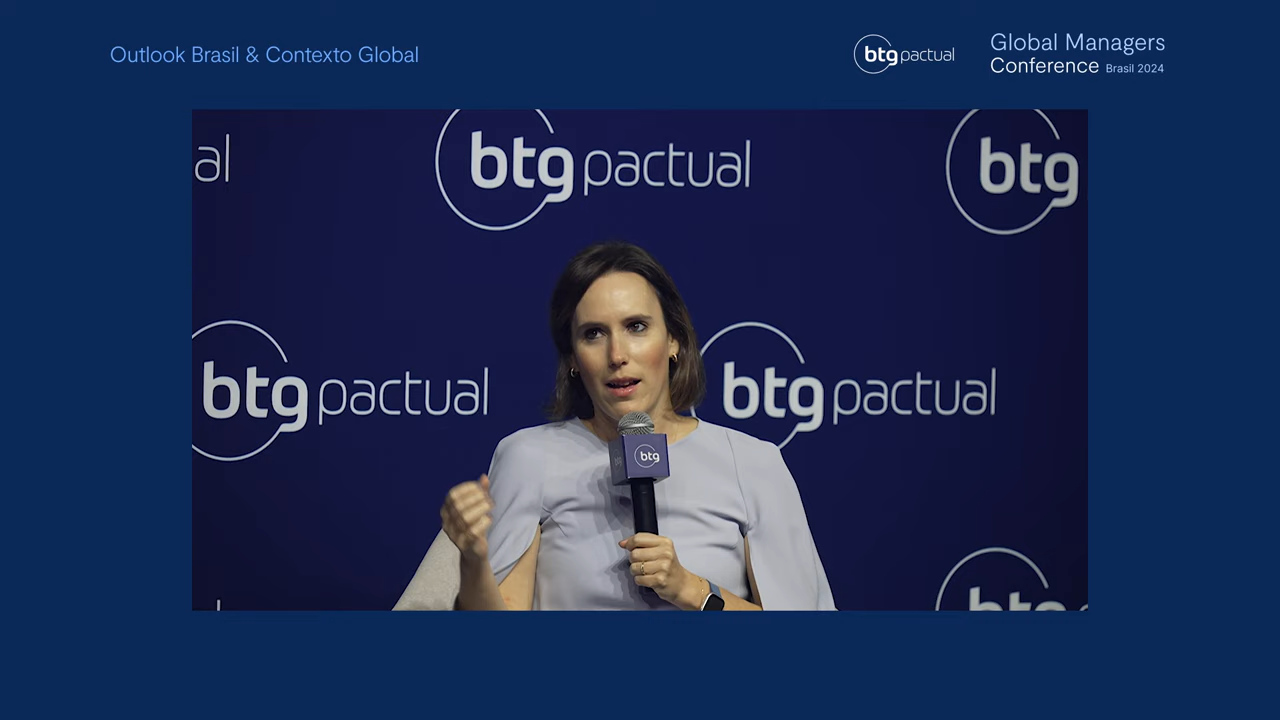 Outlook Brasil & Contexto Global
btg pactual
Global Managers
Conference Brasil 2024
al
btg pactual
btg
btg pactual
btg pactual
btg
btg